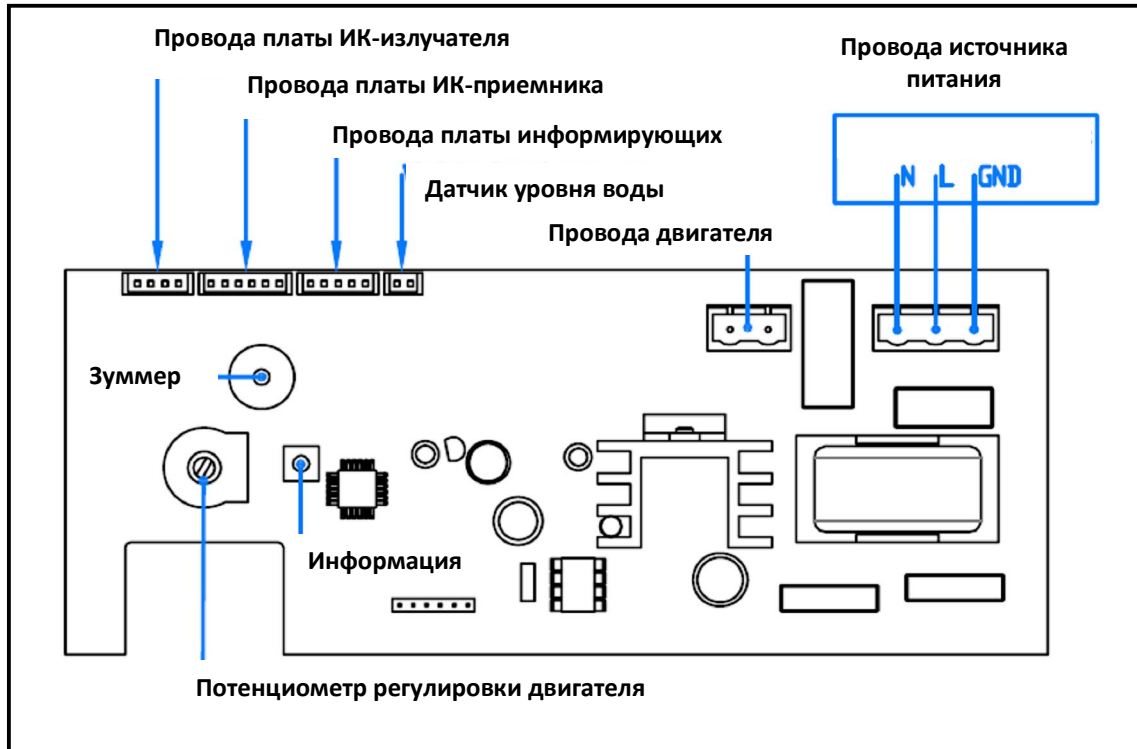 Провода платы ИК-излучателя
Провода источника
питания
Провода платы ИК-приемника
Провода платы информирующих
Датчик уровня воды
N L GND
Провода двигателя
Зуммер
Информация
Потенциометр регулировки двигателя